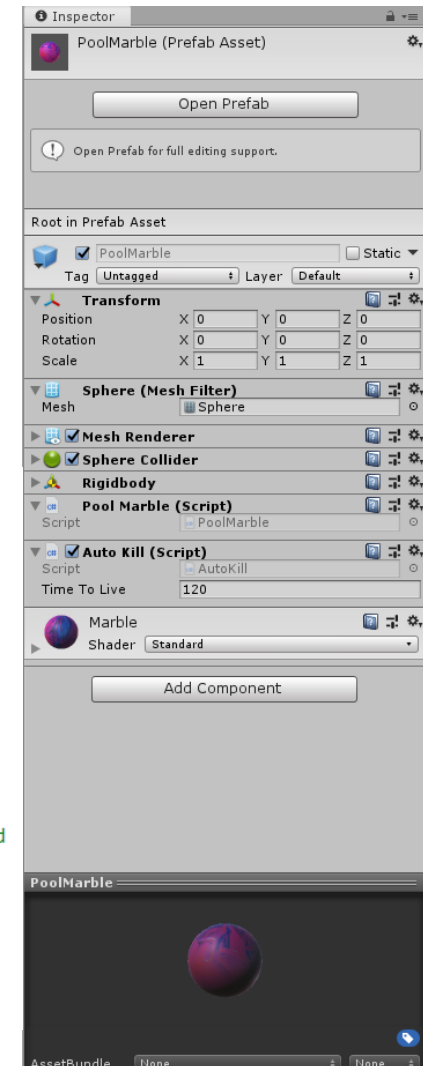 Inspector
PoolMarble (Prefab Asset)
Open Prefab
Open Prefab for full editing support.
Root in Prefab Asset
PoolMarble Static
Tag Untagged Layer Default
Transform
Position X 0 Y 0 Z 0
Rotation X 0 Y 0 Z 0
Scale X 1 Y 1 Z 1
Sphere (Mesh Filter)
Mesh Sphere
Mesh Renderer
Sphere Collider
Rigidbody
Pool Marble (Script)
Script PoolMarble
Auto Kill (Script)
Script AutoKill
Time To Live 120
Marble
Shader Standard
Add Component
d
PoolMarble
AssetBundle None None